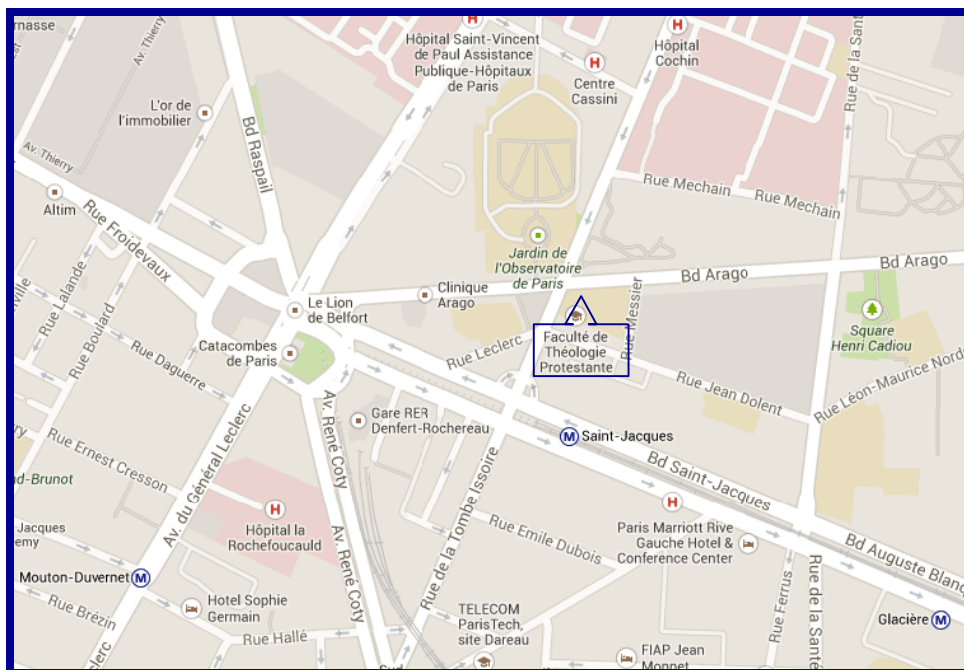 rnasse
Av. Thierry
L'or de
l'immobilier
Av. Thierry
Altim
Rue Froidevaux
Bd Raspail
H
Hôpital Saint-Vincent
de Paul Assistance
Publique-Hôpitaux
de Paris
H
Centre
Cassini
H
Hôpital
Cochin
Rue de la Sant
Rue Mechain
Rue Mechain
Jardin de
l'Observatoire
de Paris
Bd Arago
Bd Arago
Clinique
Arago
Le Lion
de Belfort
Catacombes
de Paris
Rue Lalande
Rue Boulard
Rue Daguerre
Rue Leclerc
Faculté de
Théologie
Protestante
Rue Messier
Rue Jean Dolent
Square
Henri Cadiou
Rue Léon-Maurice Nord
Gare RER
Denfert-Rochereau
M Saint-Jacques
Bd Saint-Jacques
Av. René Coty
Av. René Coty
Av. du Général Leclerc
Rue Ernest Cresson
d-Brunot
Jacques
emy
H
Hôpital la
Rochefoucauld
Rue de la Tombe Issoire
Rue Emile Dubois
H
Paris Marriott Rive
Gauche Hotel &
Conference Center
Bd Auguste Blanq
Mouton-Duvernet M
Rue Brézin
Hotel Sophie
Germain
Rue Hallé
TELECOM
ParisTech,
site Dareau
FIAP Jean
Monnet
Rue Ferrus
Rue de la Santé
Glacière M
Leclerc